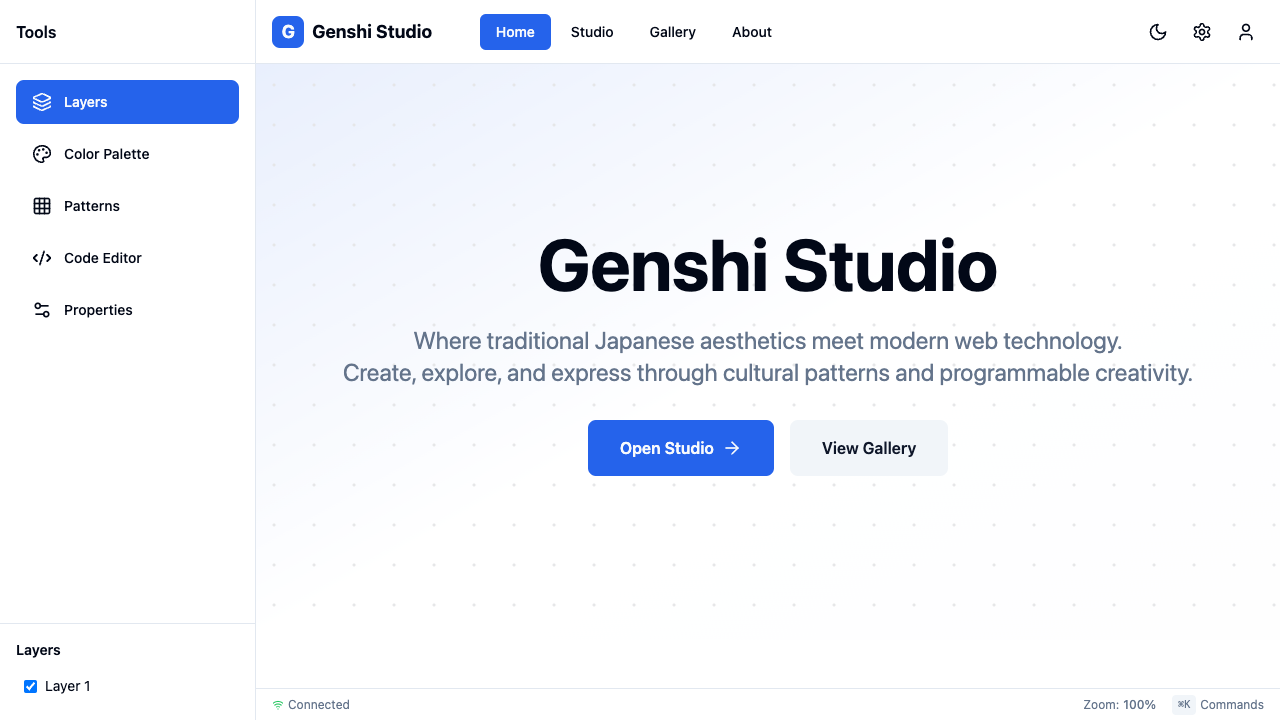 Tools
G Genshi Studio
Home
Studio
Gallery
About
Layers
Color Palette
Patterns
Code Editor
Properties
Genshi Studio
Where traditional Japanese aesthetics meet modern web technology.
Create, explore, and express through cultural patterns and programmable creativity.
Open Studio →
View Gallery
Layers
Layer 1
Connected
Zoom: 100%
⌘K Commands